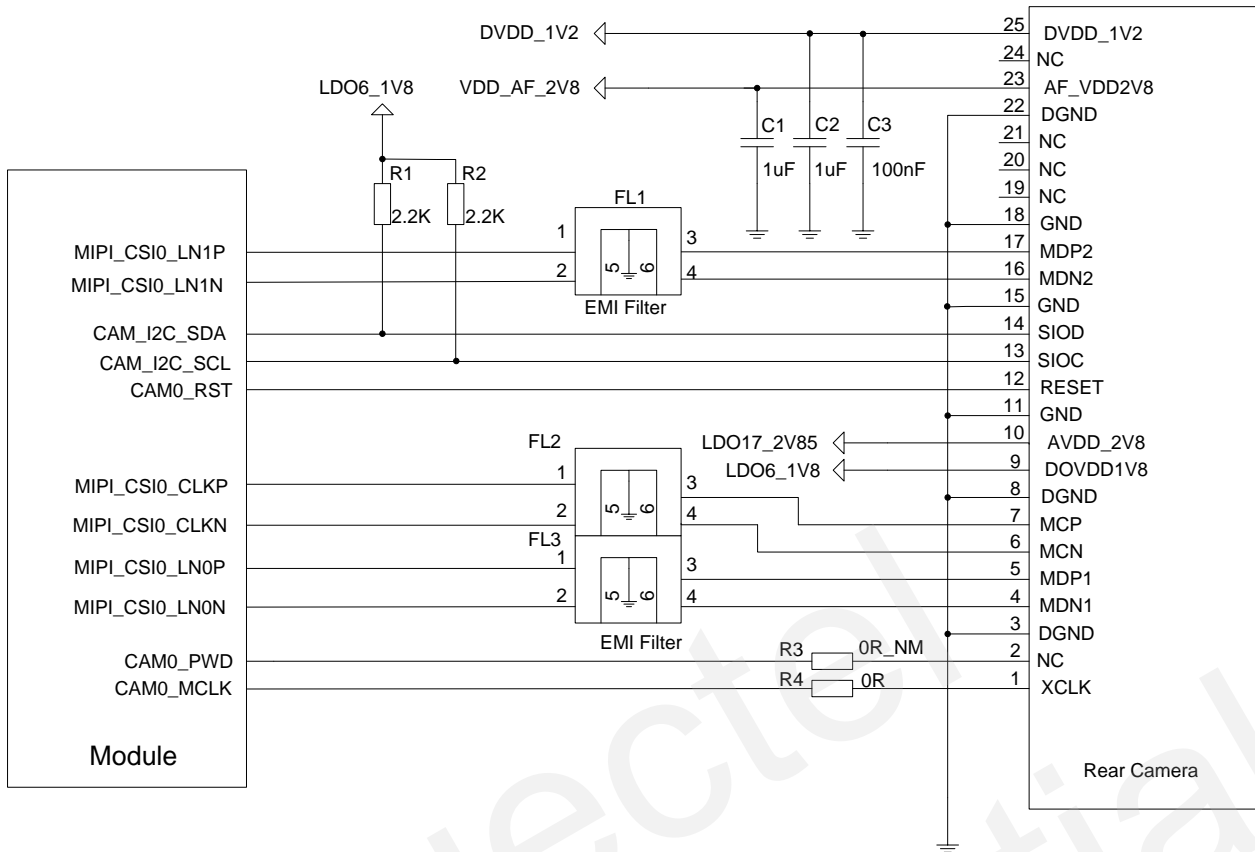 DVDD_1V2
25
DVDD_1V2
24
NC
LDO6_1V8
VDD_AF_2V8
23
AF_VDD2V8
22
DGND
C1
C2
C3
21
NC
1uF
1uF
100nF
20
NC
R1
R2
19
NC
2.2K
2.2K
FL1
18
GND
MIPI_CSI0_LN1P
1
5
6
3
17
MDP2
MIPI_CSI0_LN1N
2
4
16
MDN2
EMI Filter
15
GND
CAM_I2C_SDA
14
SIOD
CAM_I2C_SCL
13
SIOC
CAM0_RST
12
RESET
11
GND
FL2
LDO17_2V85
10
AVDD_2V8
LDO6_1V8
9
DOVDD1V8
MIPI_CSI0_CLKP
1
5
6
3
8
DGND
MIPI_CSI0_CLKN
2
4
7
MCP
FL3
6
MCN
MIPI_CSI0_LN0P
1
5
6
3
5
MDP1
MIPI_CSI0_LN0N
2
4
4
MDN1
EMI Filter
3
DGND
CAM0_PWD
R3
0R_NM
2
NC
CAM0_MCLK
R4
0R
1
XCLK
Module
Rear Camera